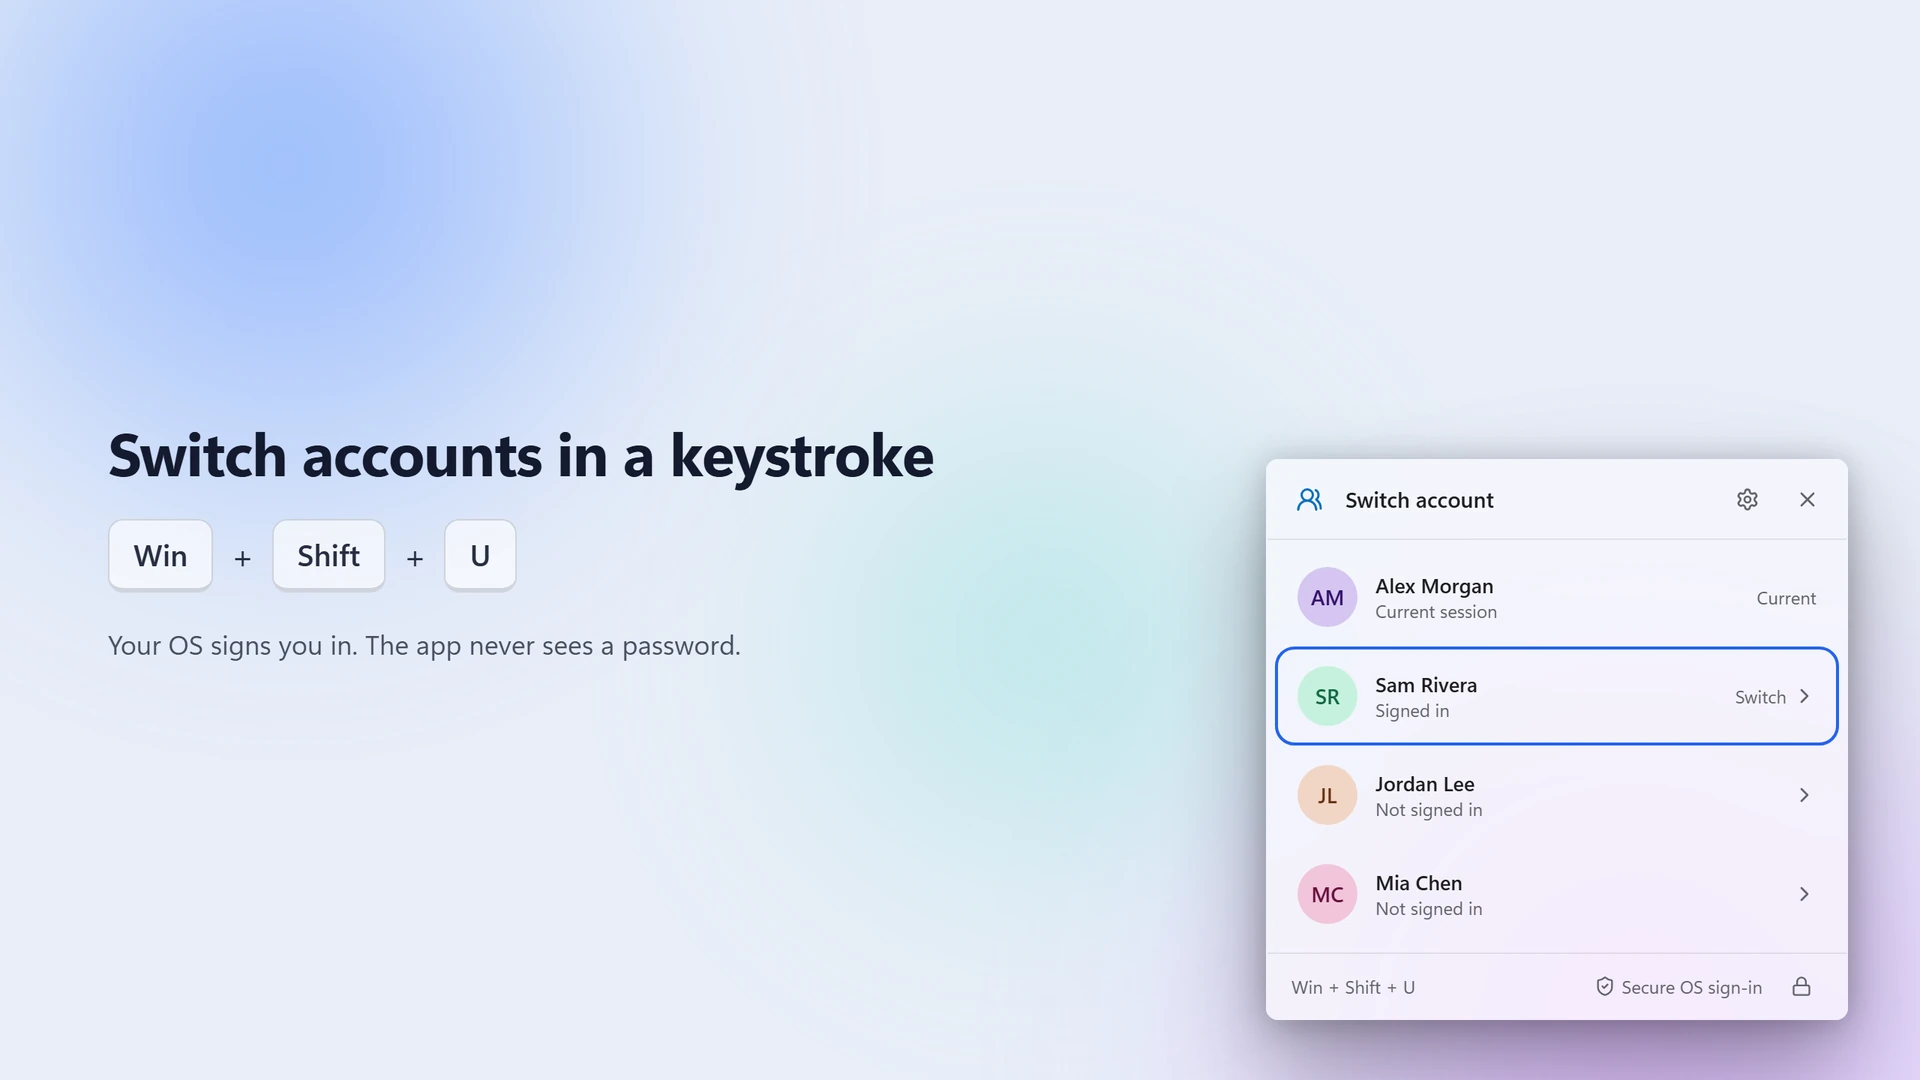 Switch accounts in a keystroke
Win + Shift + U
Your OS signs you in. The app never sees a password.
Switch account
AM Alex Morgan Current
Current session
SR Sam Rivera Switch
Signed in
JL Jordan Lee
Not signed in
MC Mia Chen
Not signed in
Win + Shift + U Secure OS sign-in